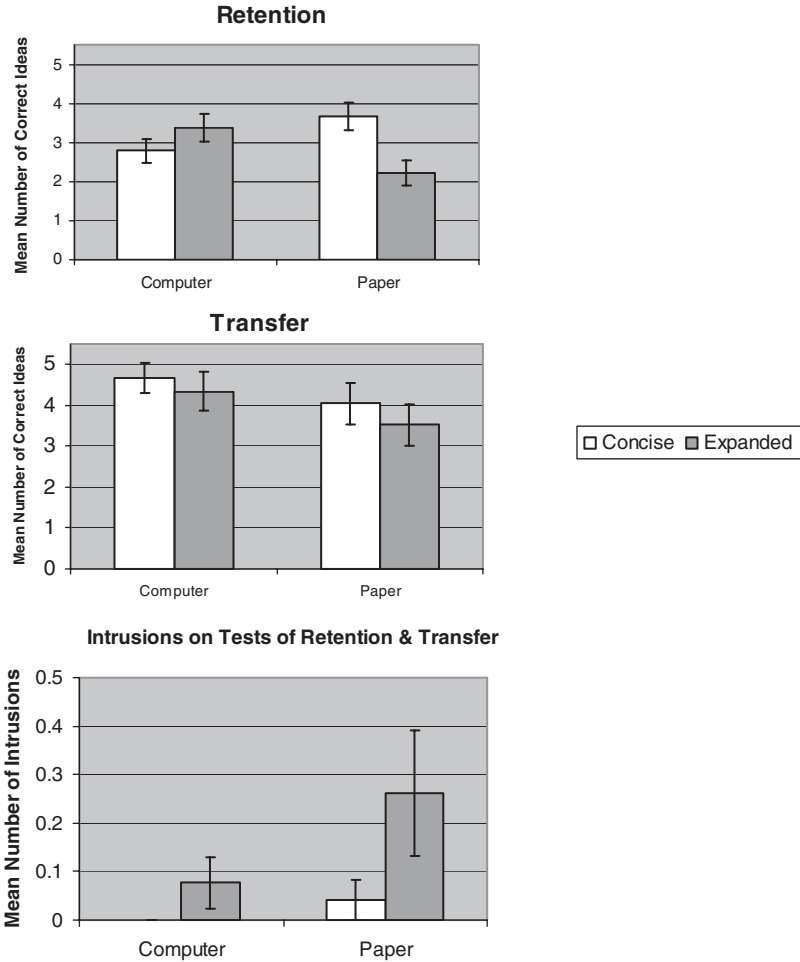 Retention
Mean Number of Correct Ideas
5
4
3
2
1
0
Computer
Paper
Transfer
Mean Number of Correct Ideas
5
4
3
2
1
0
Computer
Paper
Concise Expanded
Intrusions on Tests of Retention & Transfer
Mean Number of Intrusions
0.5
0.4
0.3
0.2
0.1
0
Computer
Paper